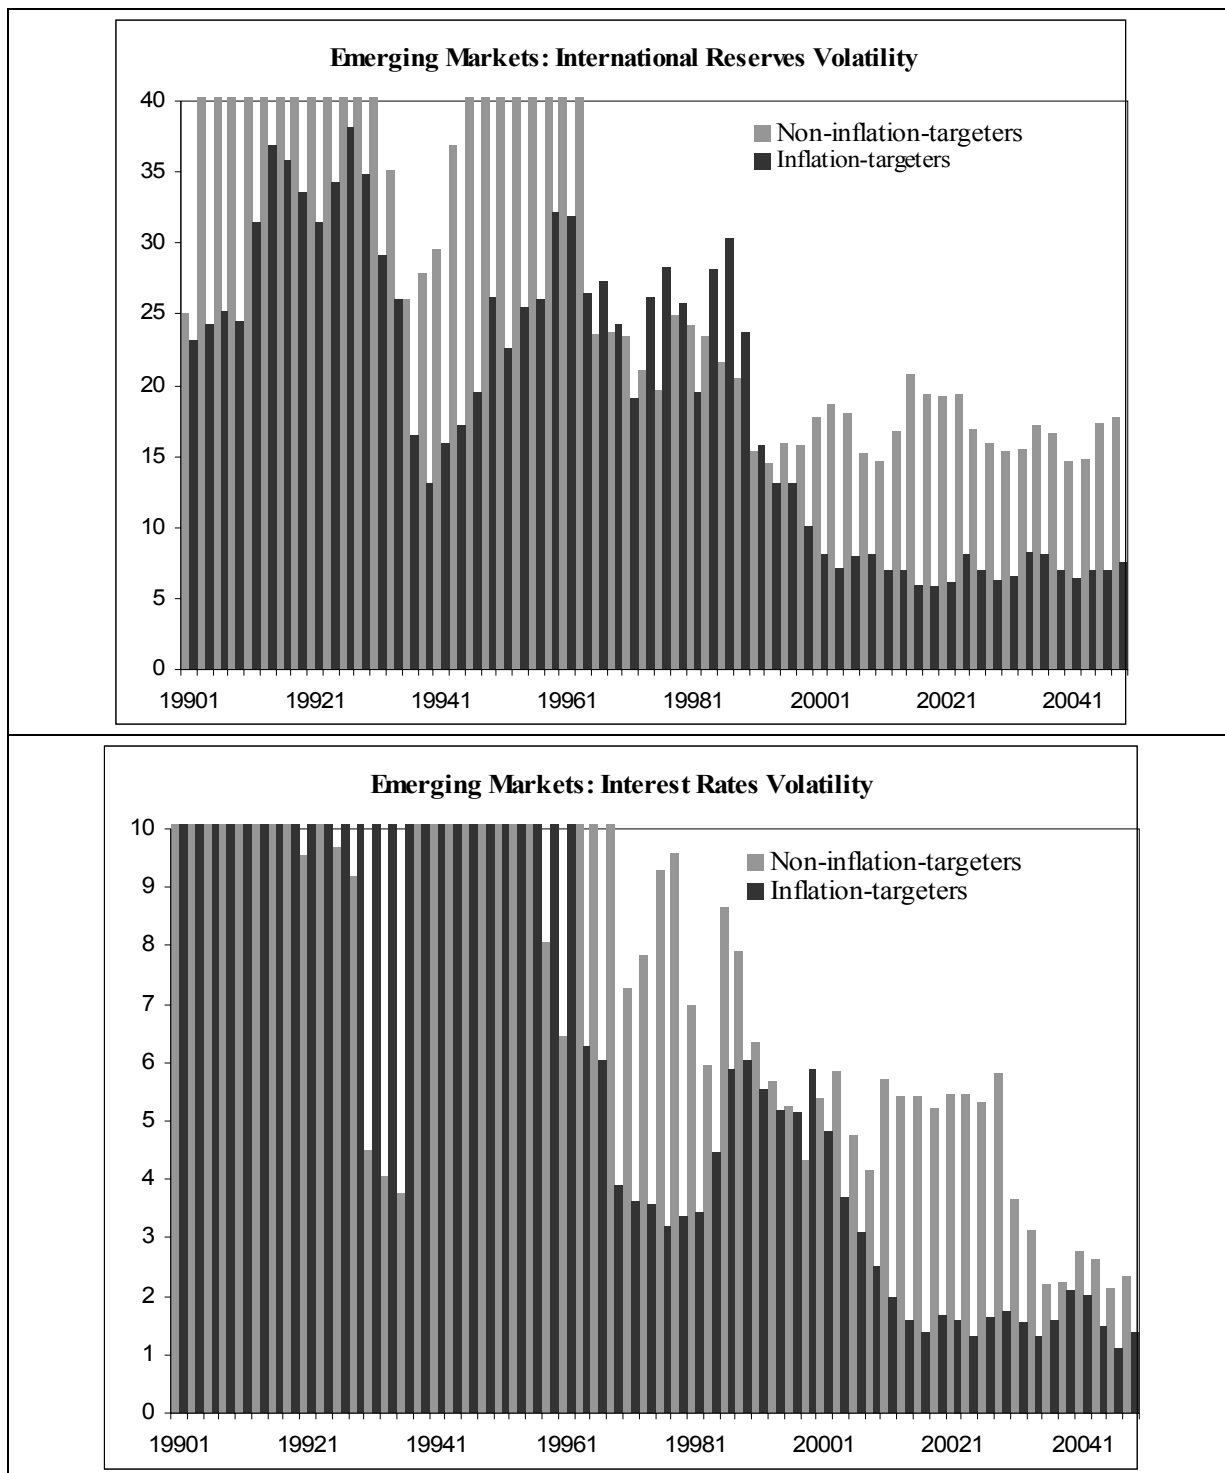 Emerging Markets: International Reserves Volatility
40
Non-inflation-targeters
Inflation-targeters
35
30
25
20
15
10
5
0
19901 19921 19941 19961 19981 20001 20021 20041
Emerging Markets: Interest Rates Volatility
10
Non-inflation-targeters
Inflation-targeters
9
8
7
6
5
4
3
2
1
0
19901 19921 19941 19961 19981 20001 20021 20041